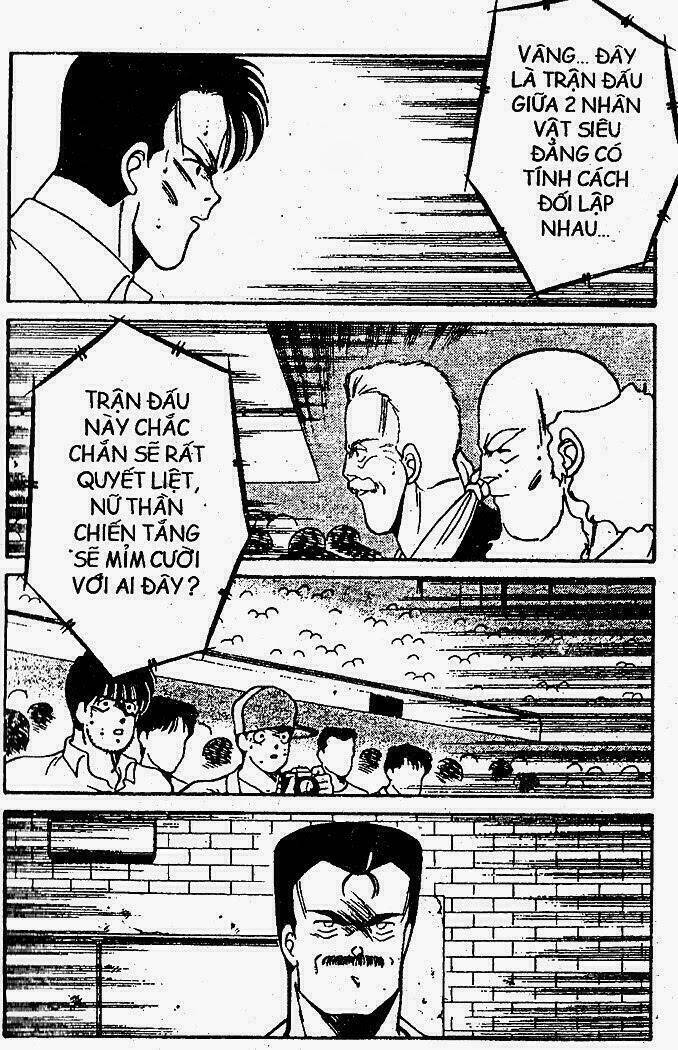 VÂNG... ĐÂY
LÀ TRẬN ĐẤU
GIỮA 2 NHÂN
VẬT SIÊU
ĐẲNG CÓ
TÍNH CÁCH
ĐỐI LẬP
NHAU...
TRẬN ĐẤU
NÀY CHẮC
CHẮN SẼ RẤT
QUYẾT LIỆT,
NỮ THẦN
CHIẾN TẮNG
SẼ MỈM CƯỜI
VỚI AI ĐÂY?